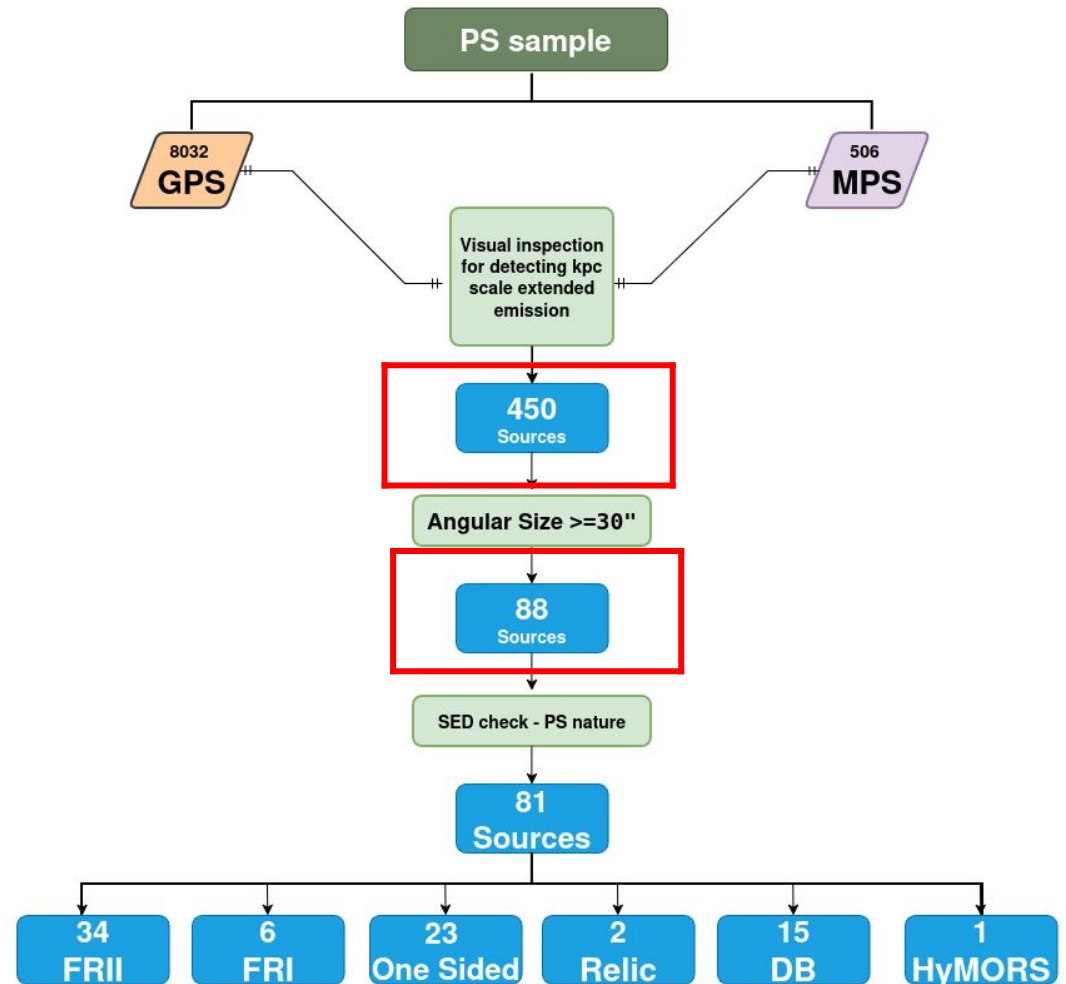 PS sample
8032
GPS
506
MPS
Visual inspection
for detecting kpc
scale extended
emission
450
Sources
Angular Size >=30"
88
Sources
SED check - PS nature
81
Sources
34
FRII
6
FRI
23
One Sided
2
Relic
15
DB
1
HyMORS